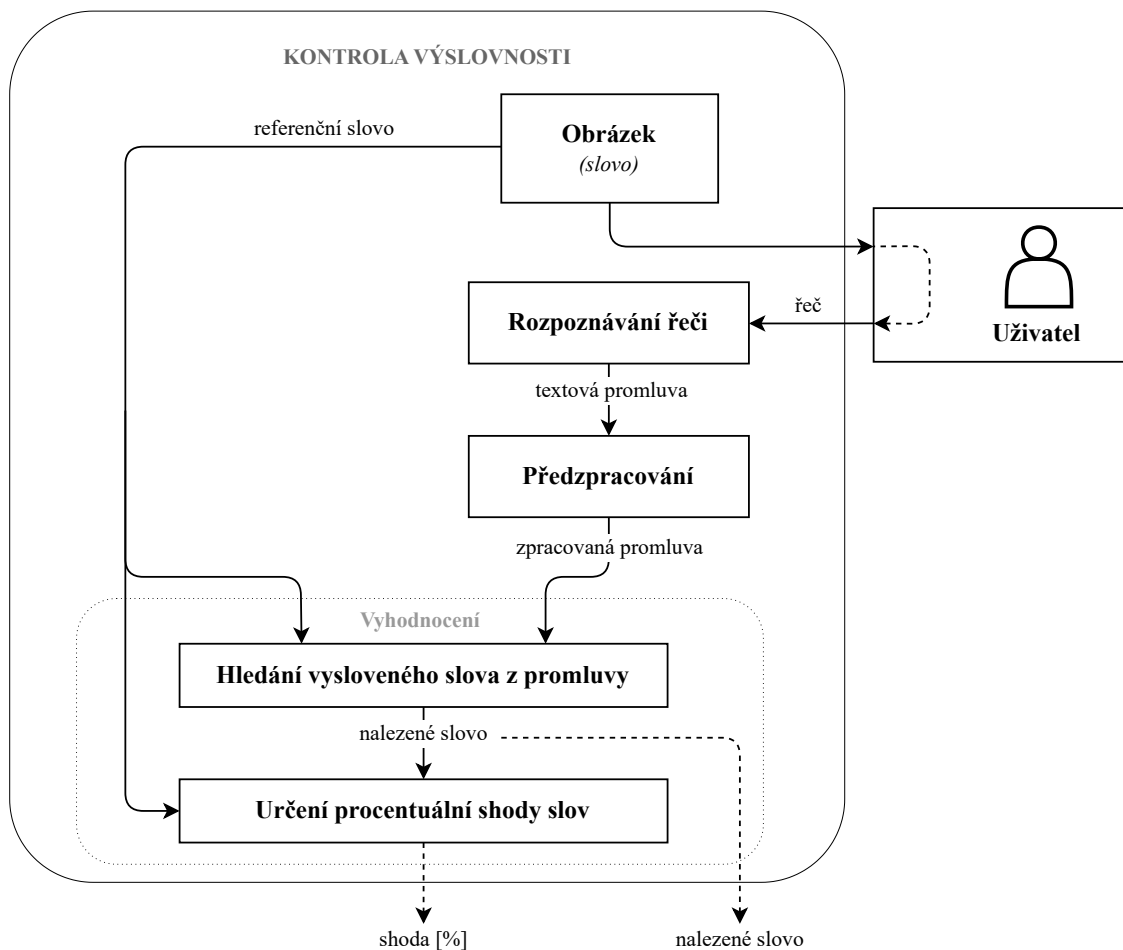 KONTROLA VÝSLOVNOSTI
referenční slovo
Obrázek
(slovo)
Rozpoznávání řeči
řeč
Uživatel
textová promluva
Předzpracování
zpracovaná promluva
Vyhodnocení
Hledání vysloveného slova z promluvy
nalezené slovo
Určení procentuální shody slov
shoda [%]
nalezené slovo